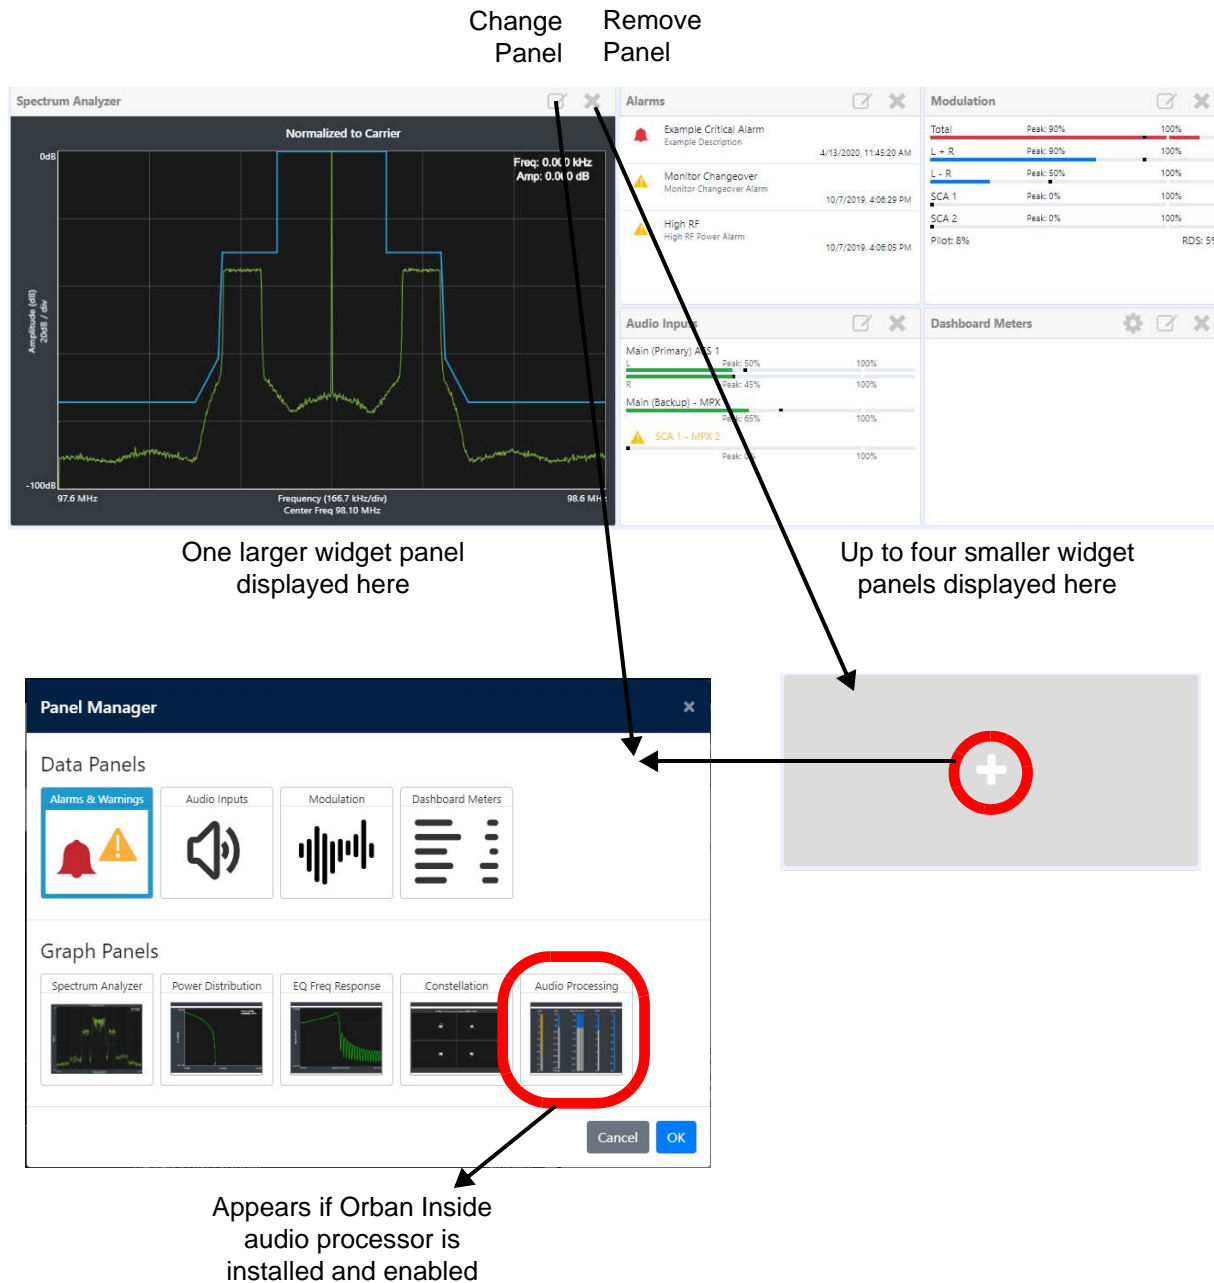 Change
Panel
Remove
Panel
Spectrum Analyzer
Normalized to Carrier
0dB
Freq: 0.000 kHz
Amp: 0.000 dB
Amplitude (dB)
20dB / div
-100dB
97.6 MHz
Frequency (166.7 kHz/div)
Center Freq 98.10 MHz
98.6 MHz
Alarms
Example Critical Alarm
Example Description
4/13/2020, 11:45:20 AM
Monitor Changeover
Monitor Changeover Alarm
10/7/2019, 4:06:29 PM
High RF
High RF Power Alarm
10/7/2019, 4:06:05 PM
Modulation
Total Peak: 90% 100%
L + R Peak: 90% 100%
L - R Peak: 50% 100%
SCA 1 Peak: 0% 100%
SCA 2 Peak: 0% 100%
Pilot: 8% RDS: 5%
Audio Inputs
Main (Primary) AES 1
L Peak: 50% 100%
R Peak: 45% 100%
Main (Backup) - MPX
Peak: 65% 100%
SCA 1 - MPX 2
Peak: 0% 100%
Dashboard Meters
One larger widget panel
displayed here
Up to four smaller widget
panels displayed here
Panel Manager
Data Panels
Alarms & Warnings
Audio Inputs
Modulation
Dashboard Meters
Graph Panels
Spectrum Analyzer
Power Distribution
EQ Freq Response
Constellation
Audio Processing
Cancel
OK
Appears if Orban Inside
audio processor is
installed and enabled